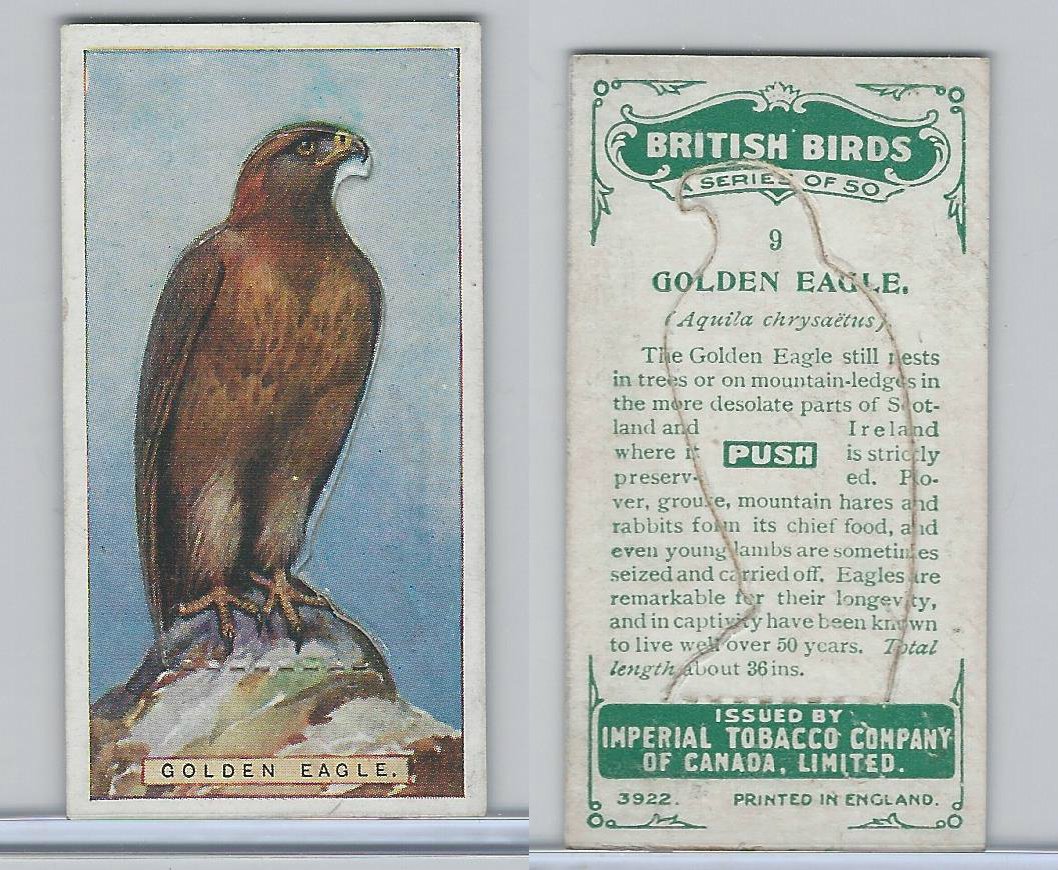 GOLDEN EAGLE.
BRITISH BIRDS
A SERIES OF 50
9
GOLDEN EAGLE.
(Aquila chrysaëtus)
The Golden Eagle still nests
in trees or on mountain-ledges in
the more desolate parts of Scot-
land and Ireland
where it PUSH is strictly
preserv- ed. Plo-
ver, grouse, mountain hares and
rabbits form its chief food, and
even young lambs are sometimes
seized and carried off. Eagles are
remarkable for their longevity,
and in captivity have been known
to live well over 50 years. Total
length about 36 ins.
ISSUED BY
IMPERIAL TOBACCO COMPANY
OF CANADA, LIMITED.
3922. PRINTED IN ENGLAND.